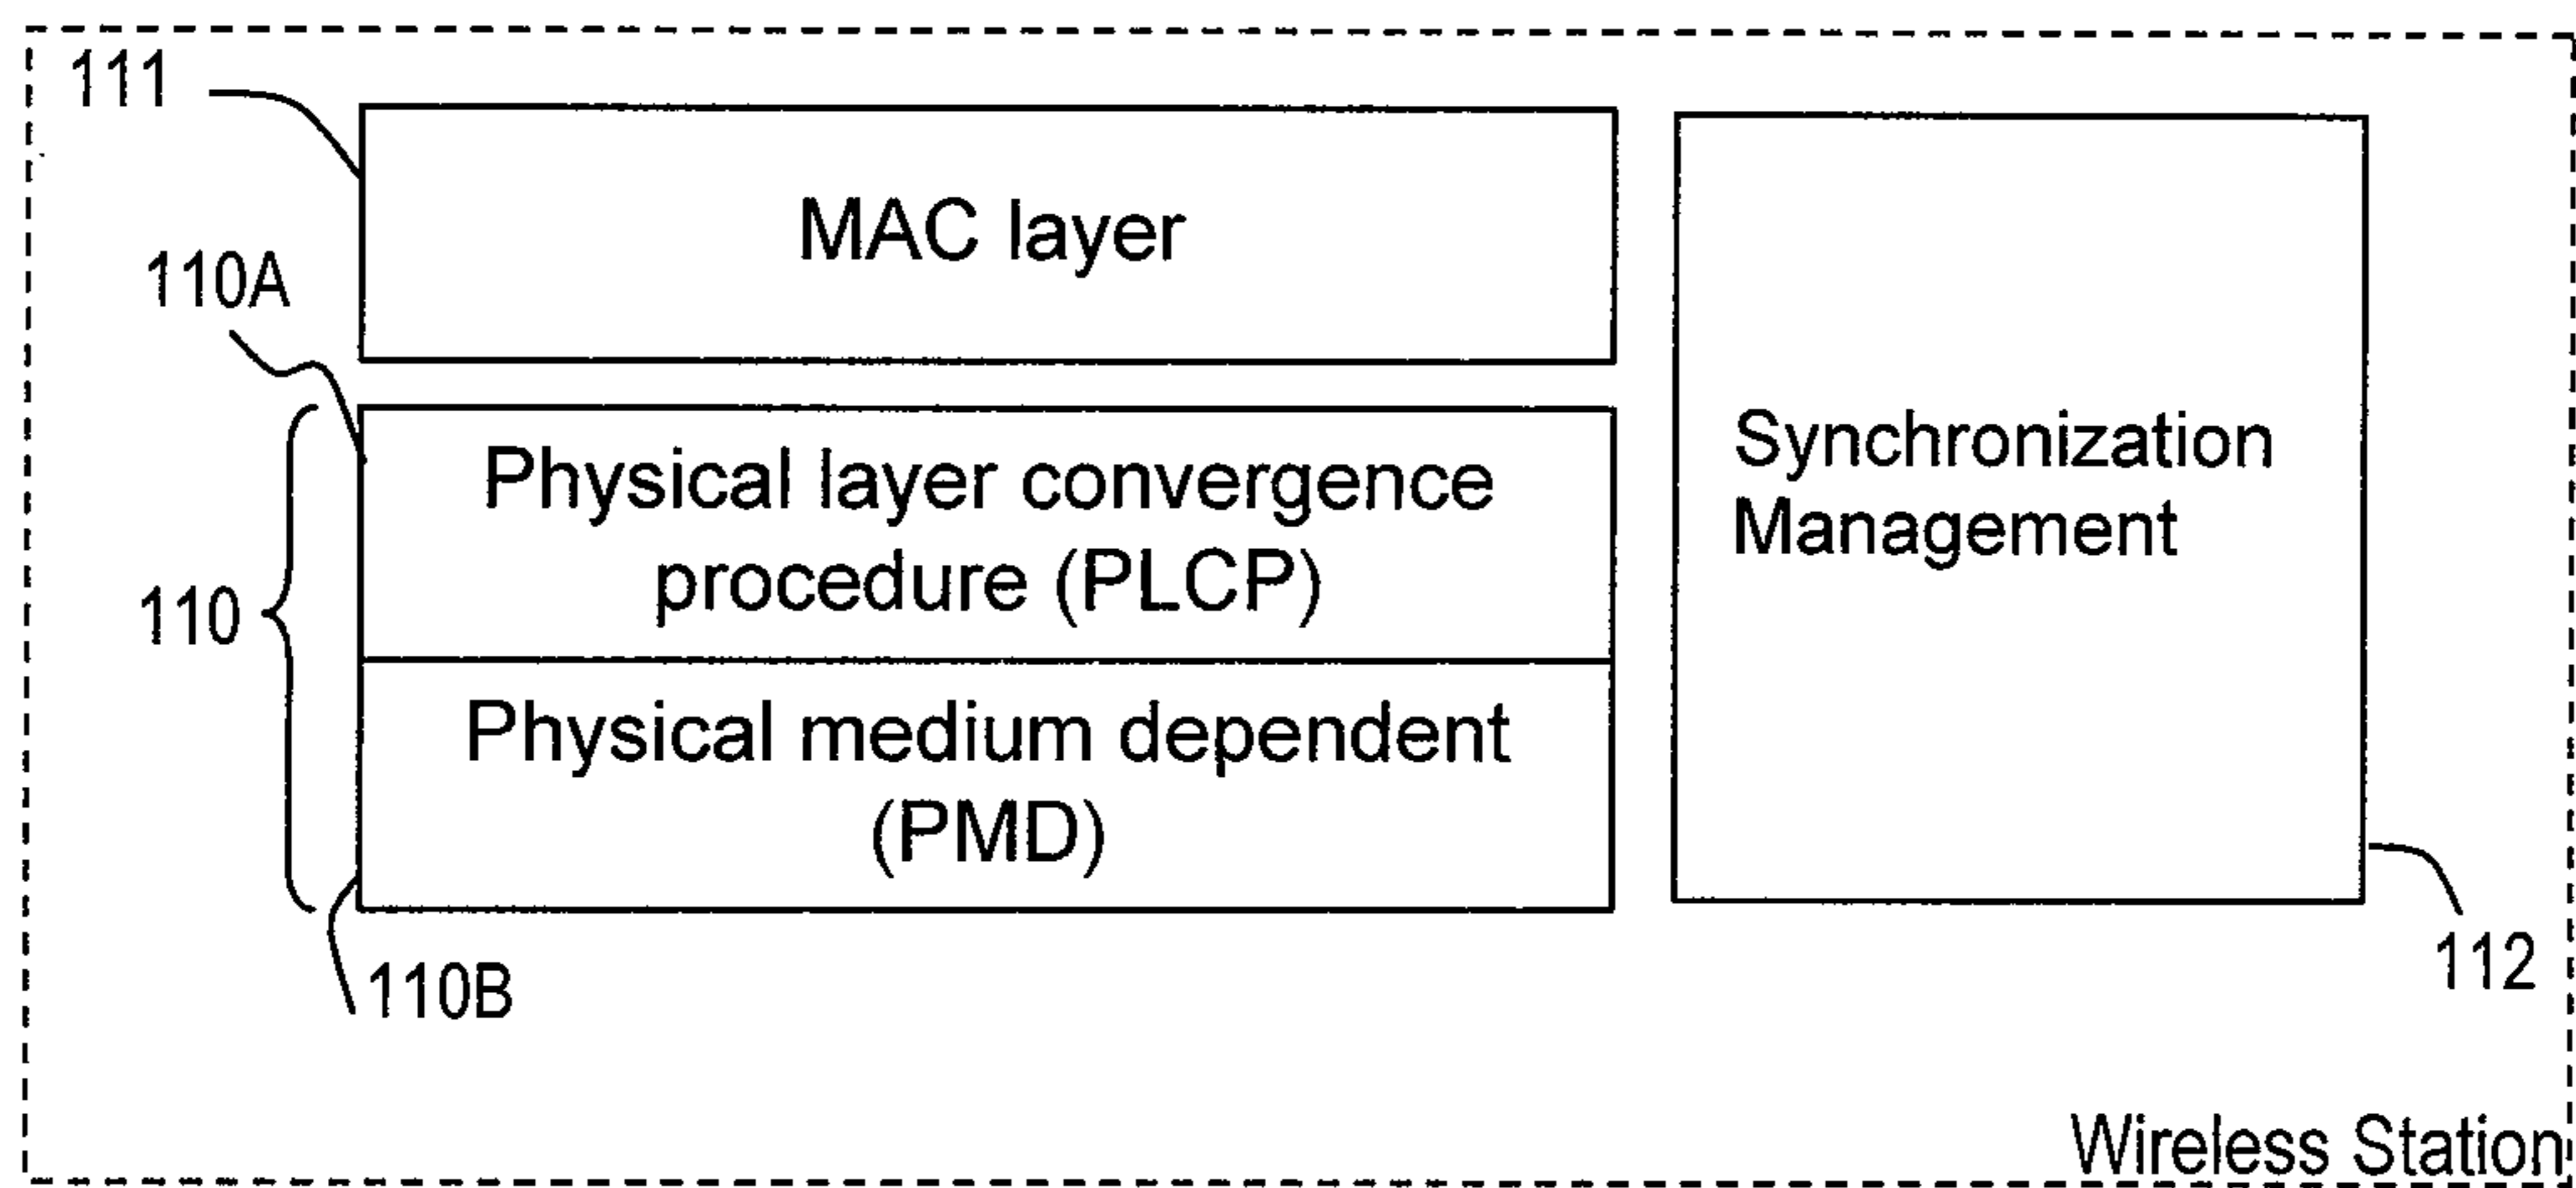 111
MAC layer
110A
Physical layer convergence
procedure (PLCP)
Synchronization
Management
110
Physical medium dependent
(PMD)
110B
112
Wireless Station